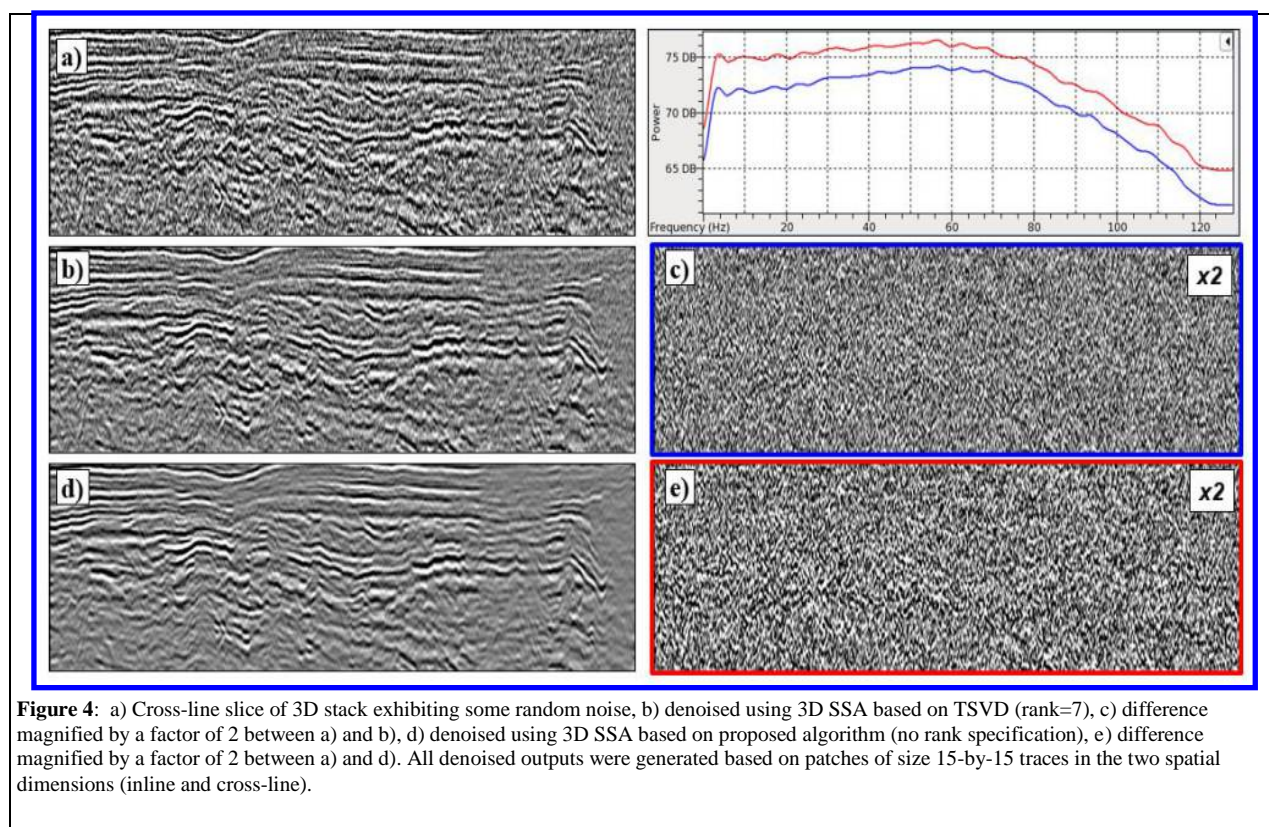 a)
75 DB
70 DB
65 DB
Power
Frequency (Hz)
20
40
60
80
100
120
b)
c)
x2
d)
e)
x2
Figure 4: a) Cross-line slice of 3D stack exhibiting some random noise, b) denoised using 3D SSA based on TSVD (rank=7), c) difference
magnified by a factor of 2 between a) and b), d) denoised using 3D SSA based on proposed algorithm (no rank specification), e) difference
magnified by a factor of 2 between a) and d). All denoised outputs were generated based on patches of size 15-by-15 traces in the two spatial
dimensions (inline and cross-line).